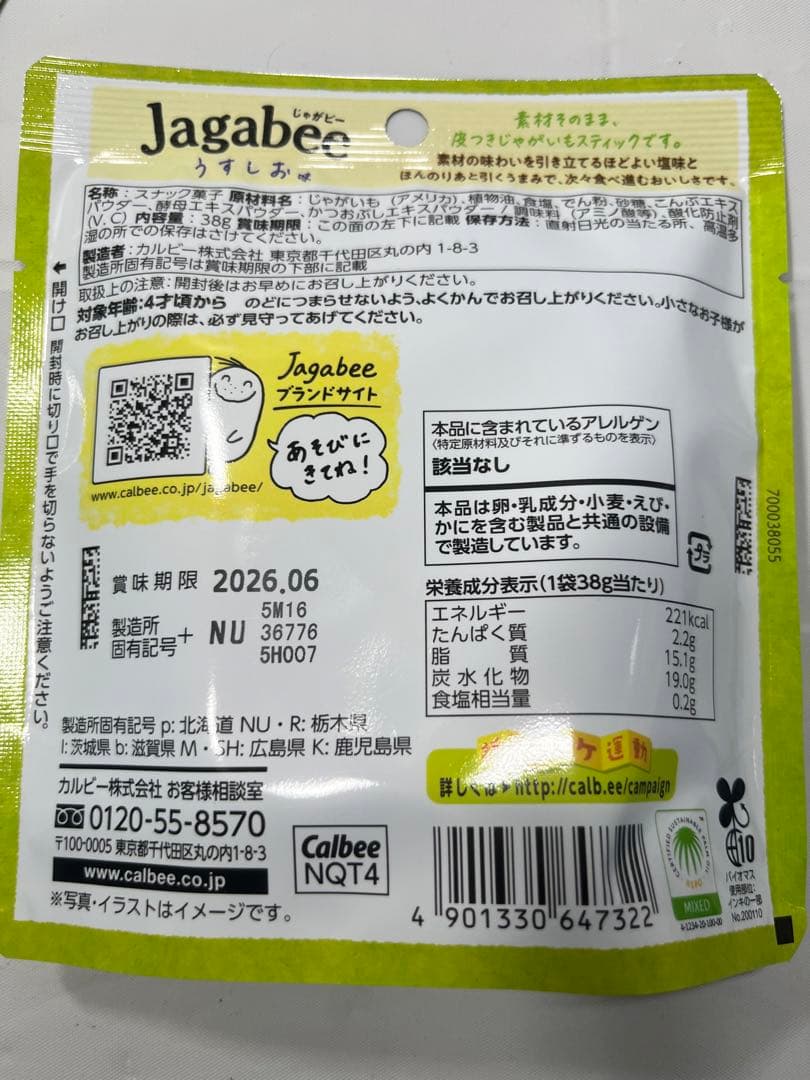 じゃがビー
Jagabee
うすしお味
素材そのまま、
皮つきじゃがいもスティックです。
素材の味わいを引き立てるほどよい塩味と
ほんのりあと引くうまみで、次々食べ進むおいしさです。
名称：スナック菓子 原材料名：じゃがいも（アメリカ）、植物油、食塩、でん粉、砂糖、こんぶエキス
パウダー、酵母エキスパウダー、かつおぶしエキスパウダー／調味料（アミノ酸等）、酸化防止剤
(V.C) 内容量：38g 賞味期限：この面の左下に記載 保存方法：直射日光の当たる所、高温多
湿の所での保存はさけてください。
製造者：カルビー株式会社 東京都千代田区丸の内 1-8-3
製造所固有記号は賞味期限の下部に記載
取扱上の注意：開封後はお早めにお召し上がりください。
対象年齢：4才頃から のどにつまらせないよう、よくかんでお召し上がりください。小さなお子様が
お召し上がりの際は、必ず見守ってあげてください。
←開け口 開封時に切り口で手を切らないようご注意ください。
Jagabee
ブランドサイト
あそびに
きてね！
www.calbee.co.jp/jagabee/
本品に含まれているアレルゲン
〈特定原材料及びそれに準ずるものを表示〉
該当なし
本品は卵・乳成分・小麦・えび・
かにを含む製品と共通の設備
で製造しています。
プラ
700038055
賞味期限 2026.06
製造所
固有記号
+ NU
5M16
36776
5H007
栄養成分表示（1袋38g当たり）
エネルギー 221kcal
たんぱく質 2.2g
脂質 15.1g
炭水化物 19.0g
食塩相当量 0.2g
製造所固有記号 p: 北海道 NU・R: 栃木県
I: 茨城県 b: 滋賀県 M・SH: 広島県 K: 鹿児島県
ケ運動
詳しくは▶http://calb.ee/campaign
カルビー株式会社 お客様相談室
0120-55-8570
〒100-0005 東京都千代田区丸の内1-8-3
www.calbee.co.jp
※写真・イラストはイメージです。
Calbee
NQT4
4 901330 647322
CERTIFIED SUSTAINABLE PALM OIL
RSPO
MIXED
4-1234-20-100-00
10
バイオマス
使用部位:
インキの一部
No.200110